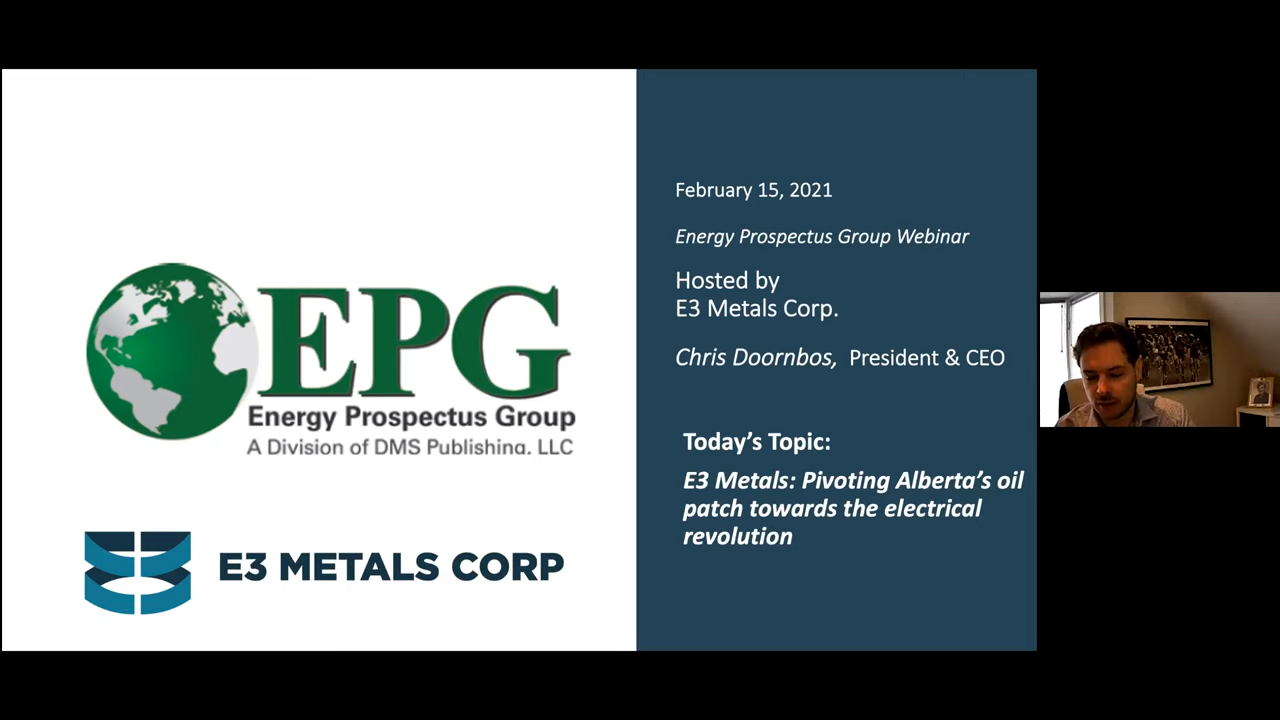 EPG
Energy Prospectus Group
A Division of DMS Publishing, LLC
E3 METALS CORP
February 15, 2021
Energy Prospectus Group Webinar
Hosted by
E3 Metals Corp.
Chris Doornbos, President & CEO
Today's Topic:
E3 Metals: Pivoting Alberta's oil
patch towards the electrical
revolution